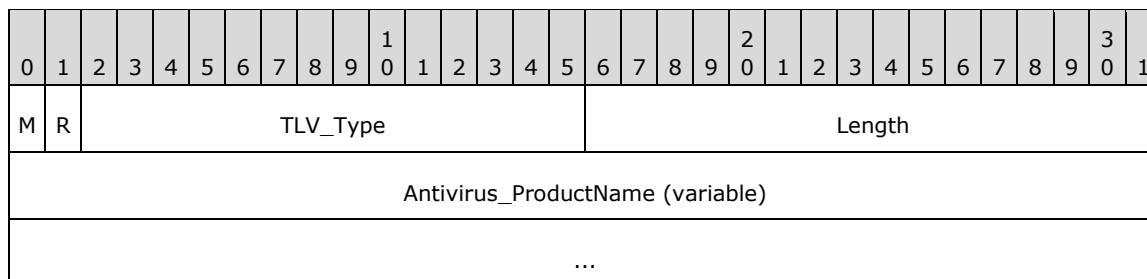 1 2 3
0 1 2 3 4 5 6 7 8 9 0 1 2 3 4 5 6 7 8 9 0 1 2 3 4 5 6 7 8 9 0 1
M R TLV_Type Length
Antivirus_ProductName (variable)
...